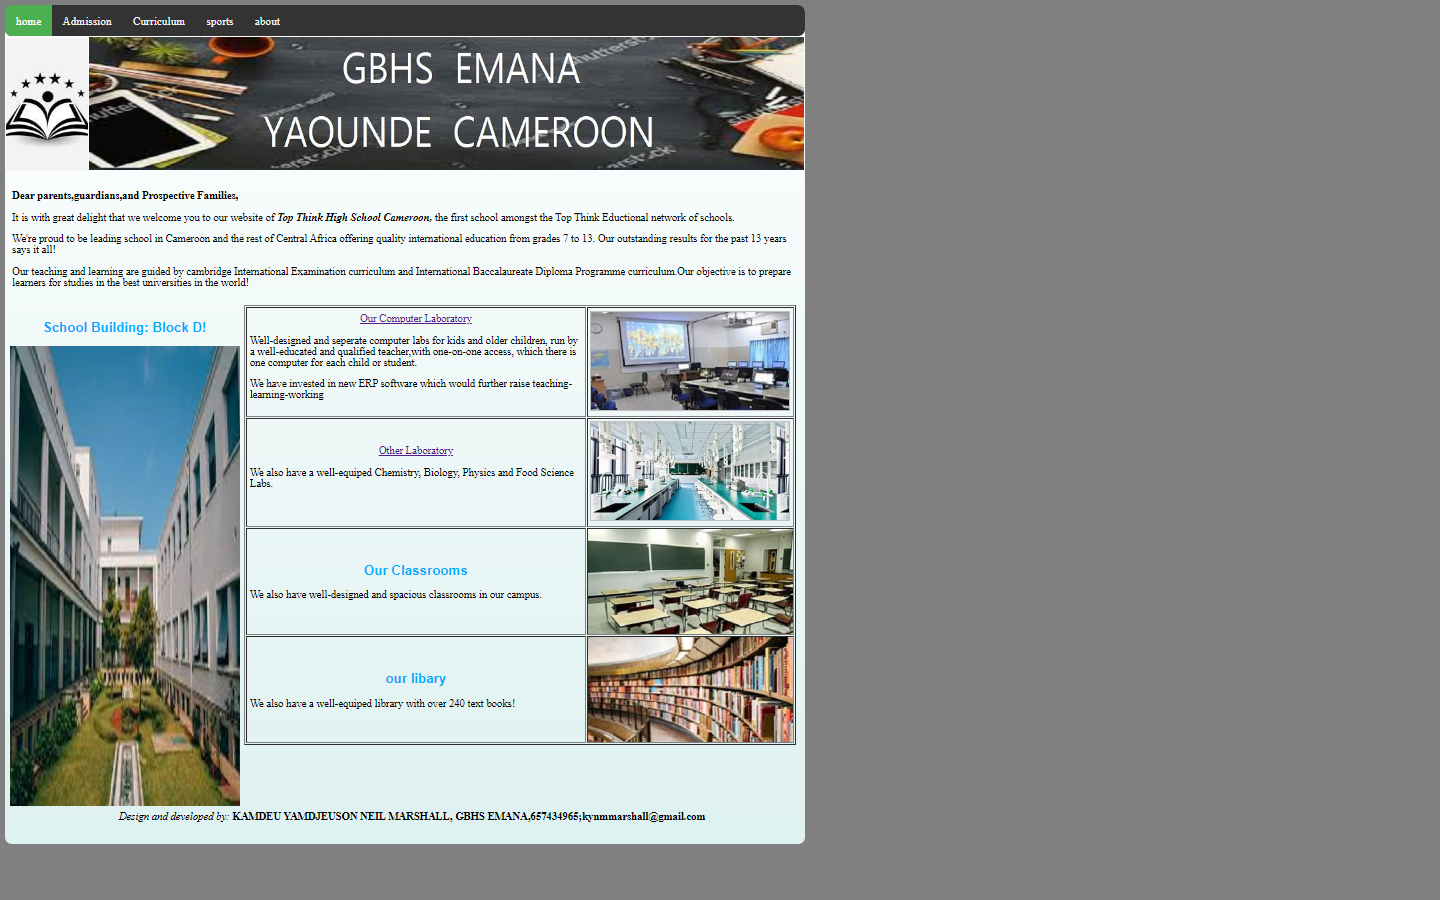 home Admission Curriculum sports about
GBHS EMANA
YAOUNDE CAMEROON
Dear parents,guardians,and Prospective Families,
It is with great delight that we welcome you to our website of Top Think High School Cameroon, the first school amongst the Top Think Eductional network of schools.
We're proud to be leading school in Cameroon and the rest of Central Africa offering quality international education from grades 7 to 13. Our outstanding results for the past 13 years
says it all!
Our teaching and learning are guided by cambridge International Examination curriculum and International Baccalaureate Diploma Programme curriculum.Our objective is to prepare
learners for studies in the best universities in the world!
School Building: Block D!
Our Computer Laboratory
Well-designed and seperate computer labs for kids and older children, run by
a well-educated and qualified teacher,with one-on-one access, which there is
one computer for each child or student.
We have invested in new ERP software which would further raise teaching-
learning-working
Other Laboratory
We also have a well-equiped Chemistry, Biology, Physics and Food Science
Labs.
Our Classrooms
We also have well-designed and spacious classrooms in our campus.
our libary
We also have a well-equiped library with over 240 text books!
Design and developed by: KAMDEU YAMDJEUSON NEIL MARSHALL, GBHS EMANA,657434965;kynmmarshall@gmail.com